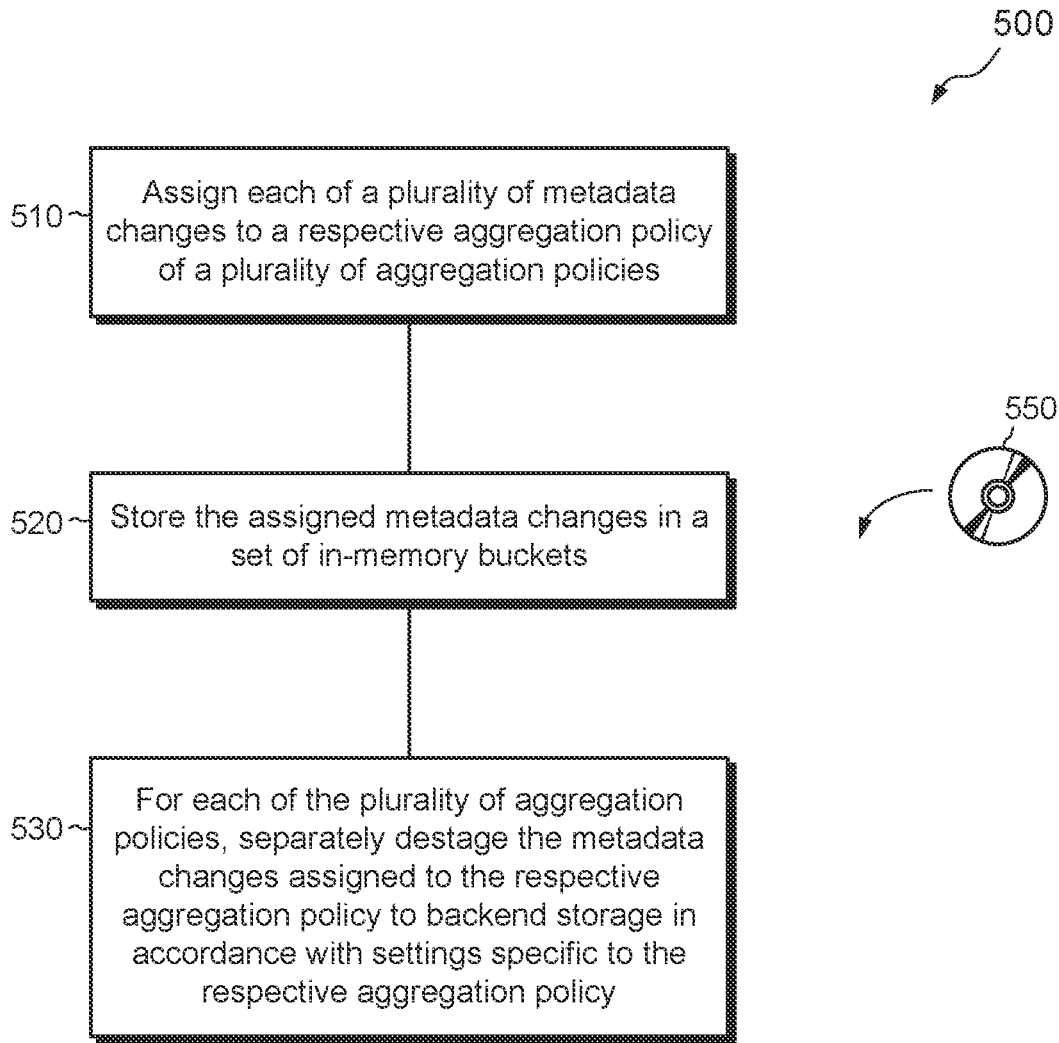 500
510
Assign each of a plurality of metadata
changes to a respective aggregation policy
of a plurality of aggregation policies
550
520
Store the assigned metadata changes in a
set of in-memory buckets
530
For each of the plurality of aggregation
policies, separately destage the metadata
changes assigned to the respective
aggregation policy to backend storage in
accordance with settings specific to the
respective aggregation policy